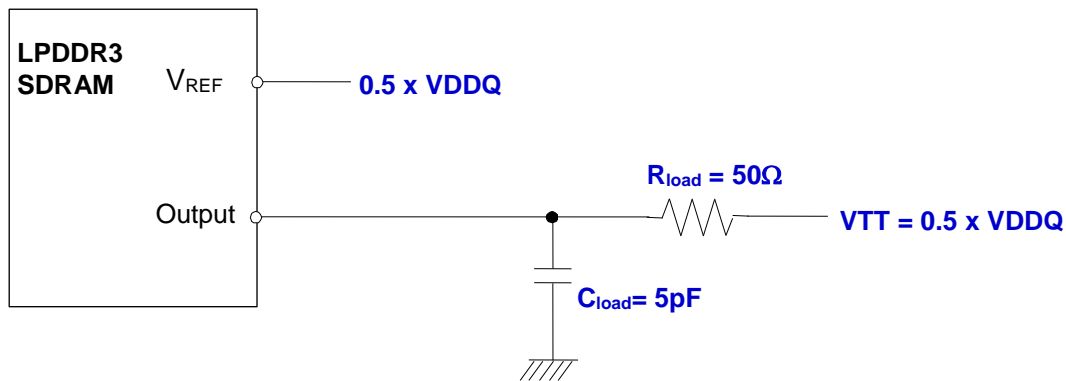 LPDDR3
SDRAM
VREF
0.5 x VDDQ
Rload = 50Ω
Output
VTT = 0.5 x VDDQ
Cload= 5pF